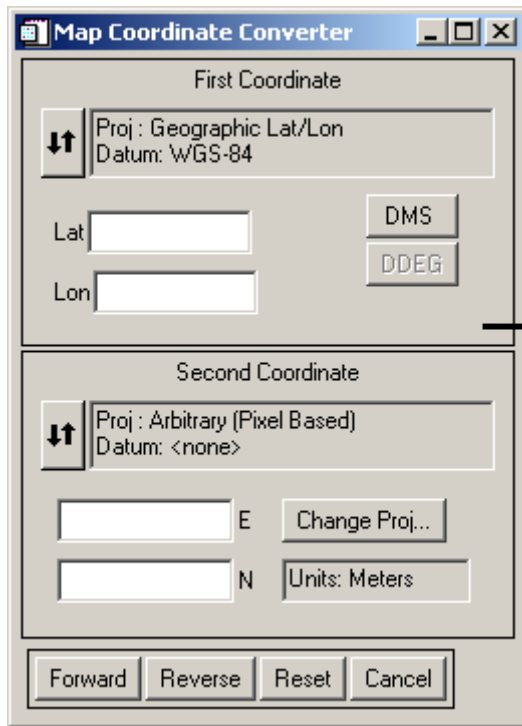 Map Coordinate Converter
First Coordinate
Proj : Geographic Lat/Lon
Datum: WGS-84
Lat
DMS
DDEG
Lon
Second Coordinate
Proj : Arbitrary (Pixel Based)
Datum: <none>
E
Change Proj...
N
Units: Meters
Forward Reverse Reset Cancel